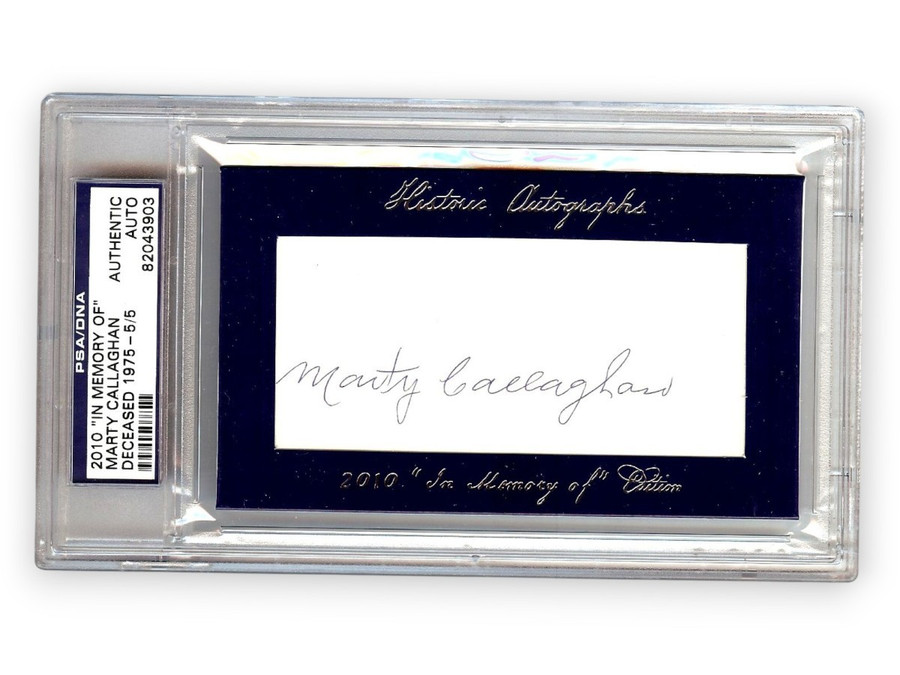 PSA/DNA
2010 "IN MEMORY OF"
MARTY CALLAGHAN
DECEASED 1975-5/5
AUTHENTIC
AUTO
82043903
Historic Autographs
Marty Callaghan
2010 "In Memory of" Edition